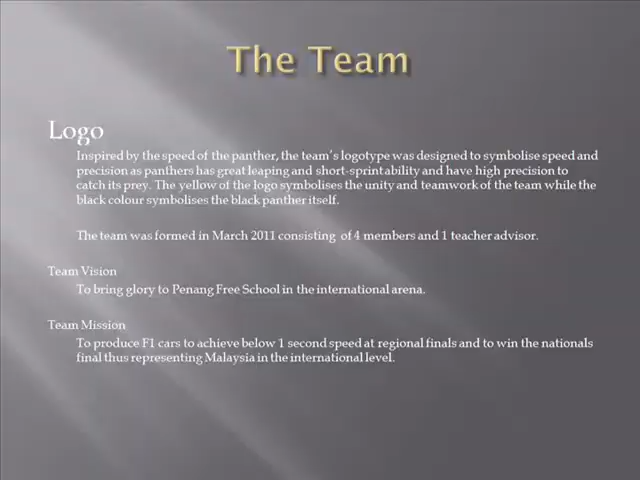 The Team
Logo
Inspired by the speed of the panther, the team's logotype was designed to symbolise speed and
precision as panthers has great leaping and short-sprintability and have high precision to
catch its prey. The yellow of the logo symbolises the unity and teamwork of the team while the
black colour symbolises the black panther itself.
The team was formed in March 2011 consisting of 4 members and 1 teacher advisor.
Team Vision
To bring glory to Penang Free School in the international arena.
Team Mission
To produce F1 cars to achieve below 1 second speed at regional finals and to win the nationals
final thus representing Malaysia in the international level.